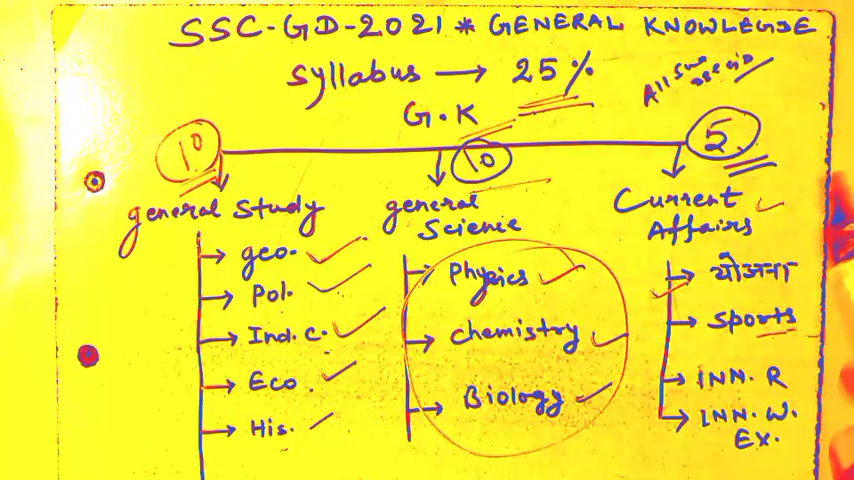 SSC-GD-2021 * GENERAL KNOWLEGDE
Syllabus → 25%
G.K
10
10
5
general Study
general Science
Current Affairs
→ geo.
→ Pol.
→ Ind. C.
→ Eco.
→ His.
→ Physics
→ Chemistry
→ Biology
→ योजना
→ Sports
→ INN. R
→ INN. W. Ex.